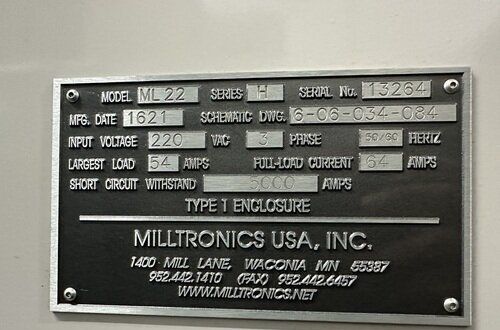 MODEL ML22 SERIES H SERIAL No. 13264
MFG. DATE 1621 SCHEMATIC DWG. 6-06-034-084
INPUT VOLTAGE 220 VAC 3 PHASE 50/60 HERTZ
LARGEST LOAD 54 AMPS FULL-LOAD CURRENT 64 AMPS
SHORT CIRCUIT WITHSTAND 5000 AMPS
TYPE 1 ENCLOSURE
MILLTRONICS USA, INC.
1400 MILL LANE, WACONIA MN 55387
952.442.1410 (FAX) 952.442.6457
WWW.MILLTRONICS.NET